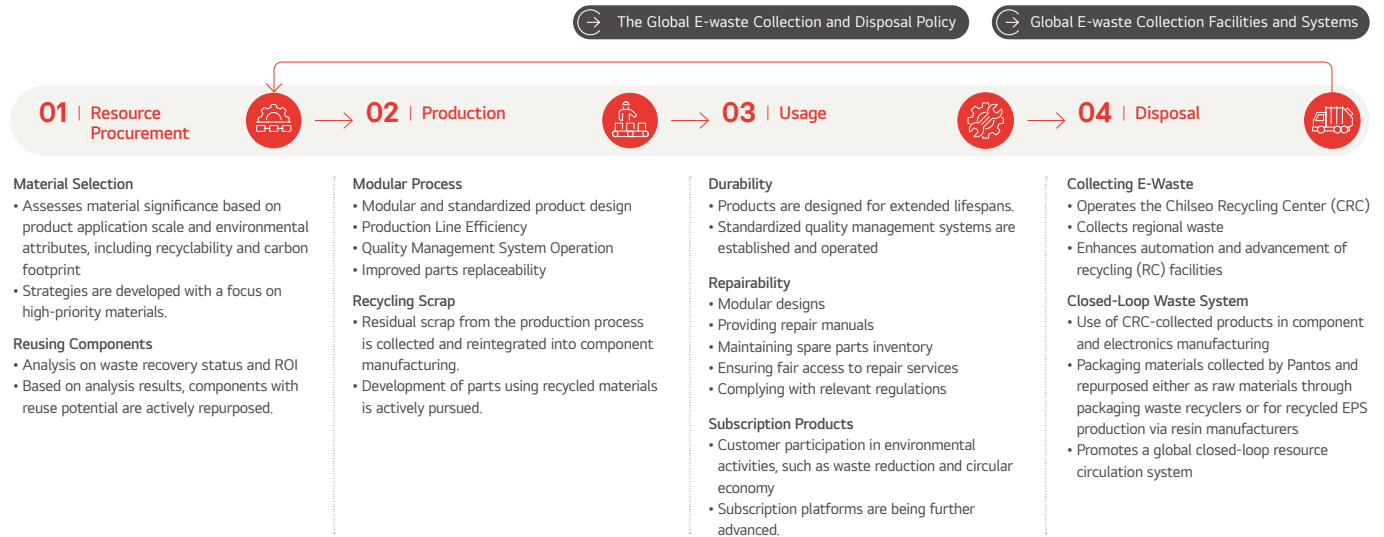 The Global E-waste Collection and Disposal Policy
Global E-waste Collection Facilities and Systems
01 | Resource
Procurement
02 | Production
03 | Usage
04 | Disposal
Material Selection
• Assesses material significance based on
product application scale and environmental
attributes, including recyclability and carbon
footprint
• Strategies are developed with a focus on
high-priority materials.
Reusing Components
• Analysis on waste recovery status and ROI
• Based on analysis results, components with
reuse potential are actively repurposed.
Modular Process
• Modular and standardized product design
• Production Line Efficiency
• Quality Management System Operation
• Improved parts replaceability
Recycling Scrap
• Residual scrap from the production process
is collected and reintegrated into component
manufacturing.
• Development of parts using recycled materials
is actively pursued.
Durability
• Products are designed for extended lifespans.
• Standardized quality management systems are
established and operated
Repairability
• Modular designs
• Providing repair manuals
• Maintaining spare parts inventory
• Ensuring fair access to repair services
• Complying with relevant regulations
Subscription Products
• Customer participation in environmental
activities, such as waste reduction and circular
economy
• Subscription platforms are being further
advanced.
Collecting E-Waste
• Operates the Chilseo Recycling Center (CRC)
• Collects regional waste
• Enhances automation and advancement of
recycling (RC) facilities
Closed-Loop Waste System
• Use of CRC-collected products in component
and electronics manufacturing
• Packaging materials collected by Pantos and
repurposed either as raw materials through
packaging waste recyclers or for recycled EPS
production via resin manufacturers
• Promotes a global closed-loop resource
circulation system